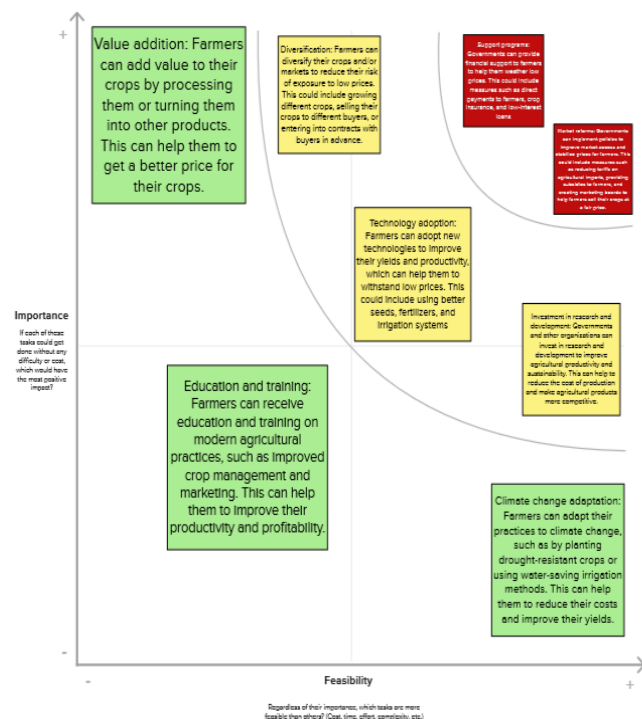 +
Value addition: Farmers
can add value to their
crops by processing
them or turning them
into other products.
This can help them to
get a better price for
their crops.
Diversification: Farmers can
diversify their crops and/or
markets to reduce their risk
of exposure to low prices.
This could include growing
different crops, selling their
crops to different buyers, or
entering into contracts with
buyers in advance.
Support programs:
Governments can provide
financial support to farmers
to help them weather low
prices. This could include
measures such as direct
payments to farmers, crop
insurance, and low-interest
loans
Market reforms: Governments
can implement policies to
improve market access and
stabilize prices for farmers. This
could include measures such
as reducing tariffs on
agricultural imports, providing
subsidies to farmers, and
creating marketing boards to
help farmers sell their crops at
a fair price.
Technology adoption:
Farmers can adopt new
technologies to improve
their yields and productivity,
which can help them to
withstand low prices. This
could include using better
seeds, fertilizers, and
irrigation systems
Importance
If each of these
tasks could get
done without any
difficulty or cost,
which would have
the most positive
impact?
Investment in research and
development: Governments
and other organizations can
invest in research and
development to improve
agricultural productivity and
sustainability. This can help to
reduce the cost of production
and make agricultural products
more competitive.
Education and training:
Farmers can receive
education and training on
modern agricultural
practices, such as improved
crop management and
marketing. This can help
them to improve their
productivity and profitability.
Climate change adaptation:
Farmers can adapt their
practices to climate change,
such as by planting
drought-resistant crops or
using water-saving irrigation
methods. This can help
them to reduce their costs
and improve their yields.
-
- Feasibility +
Regardless of their importance, which tasks are more
feasible than others? (Cost, time, effort, complexity, etc.)